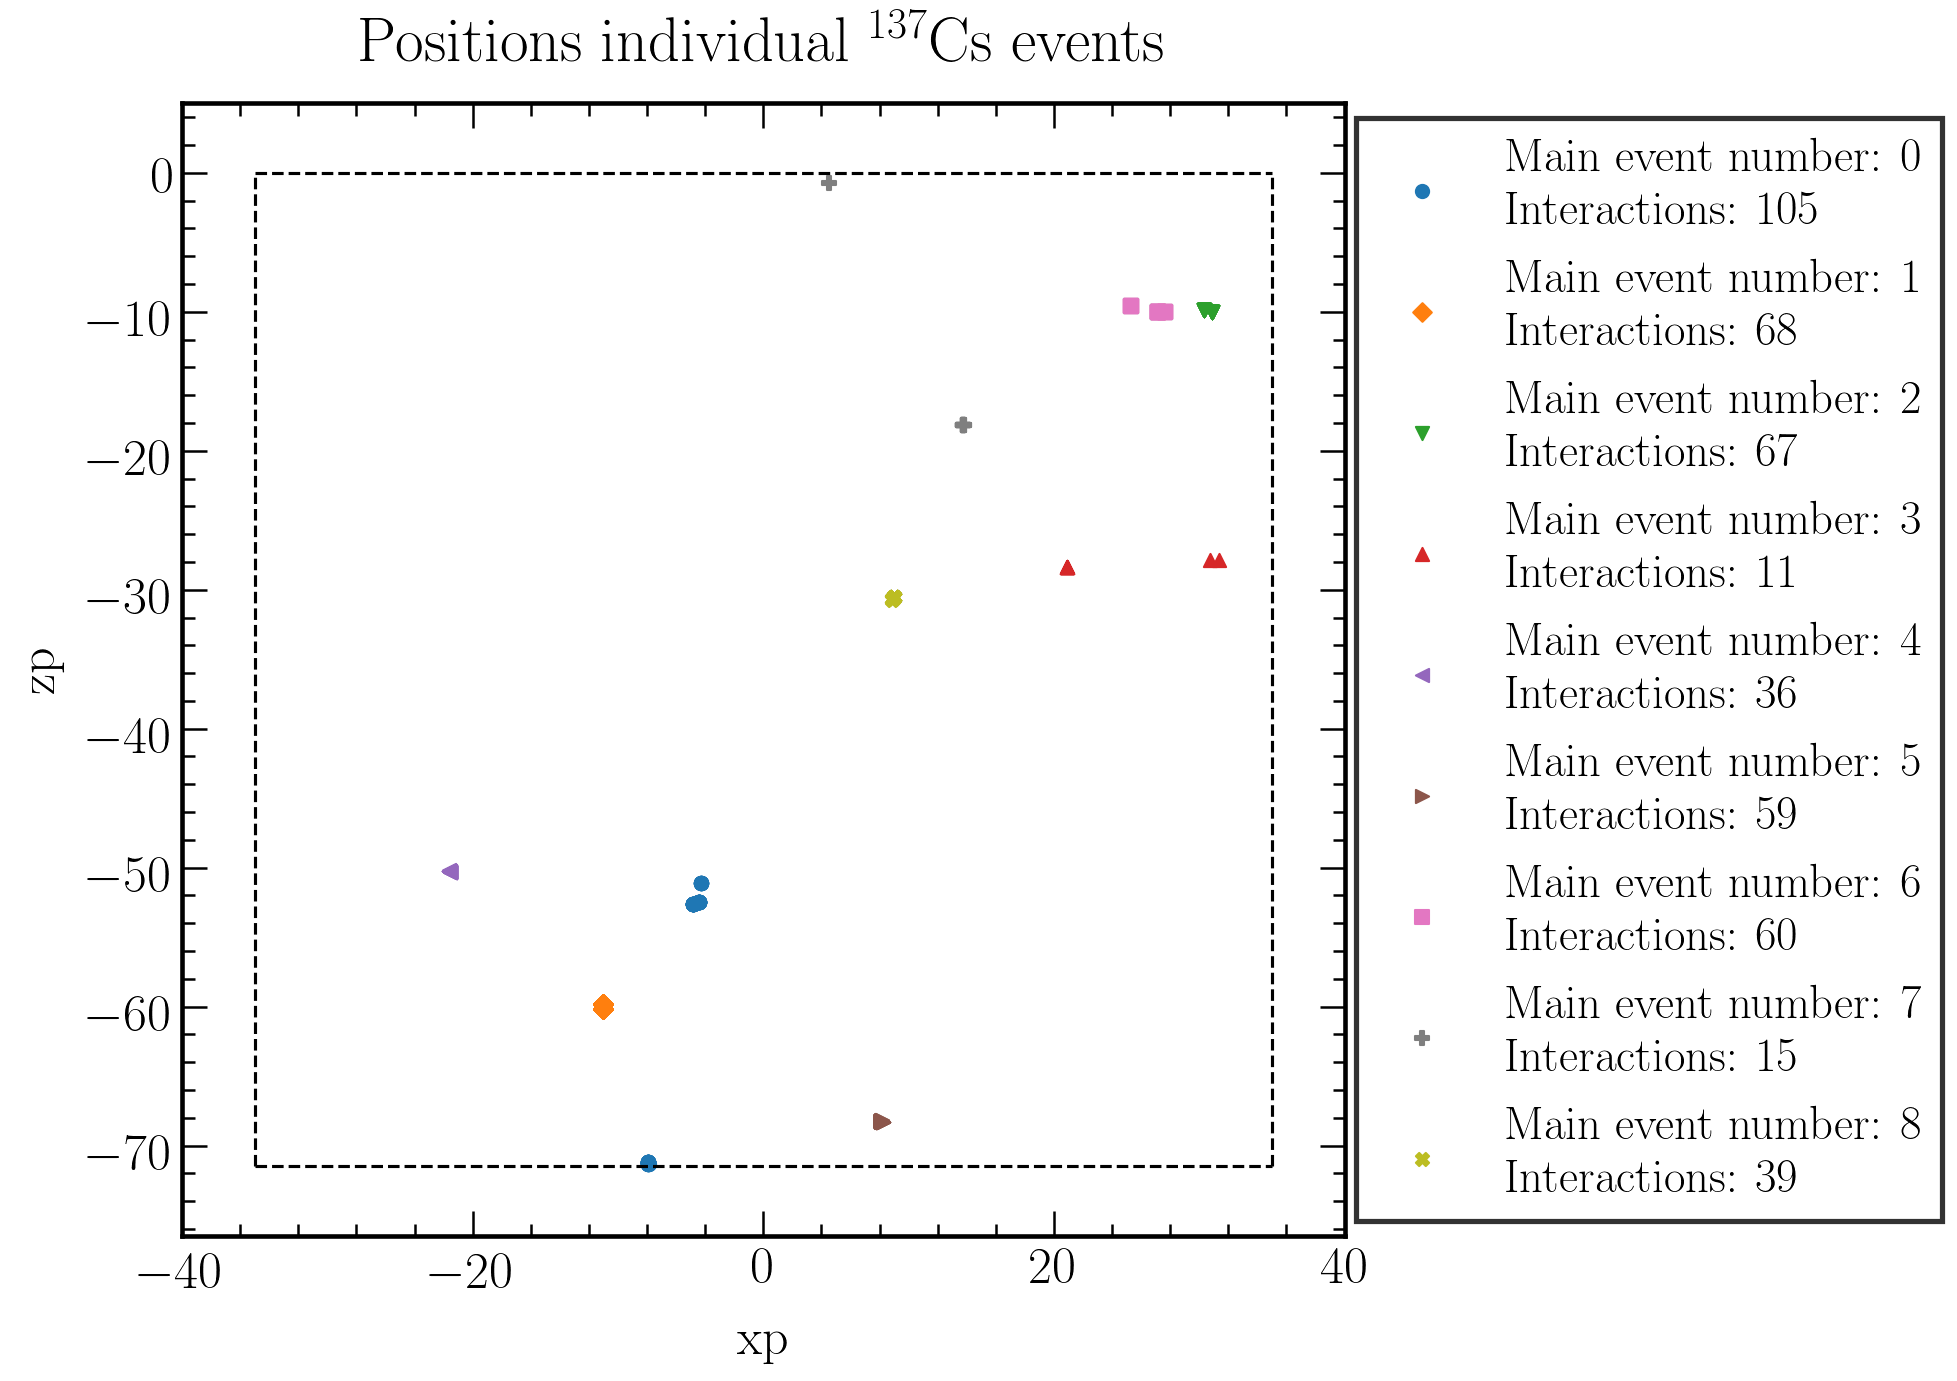 Positions individual ¹³⁷Cs events
0
−10
−20
−30
−40
−50
−60
−70
zp
−40 −20 0 20 40
xp
Main event number: 0
Interactions: 105
Main event number: 1
Interactions: 68
Main event number: 2
Interactions: 67
Main event number: 3
Interactions: 11
Main event number: 4
Interactions: 36
Main event number: 5
Interactions: 59
Main event number: 6
Interactions: 60
Main event number: 7
Interactions: 15
Main event number: 8
Interactions: 39